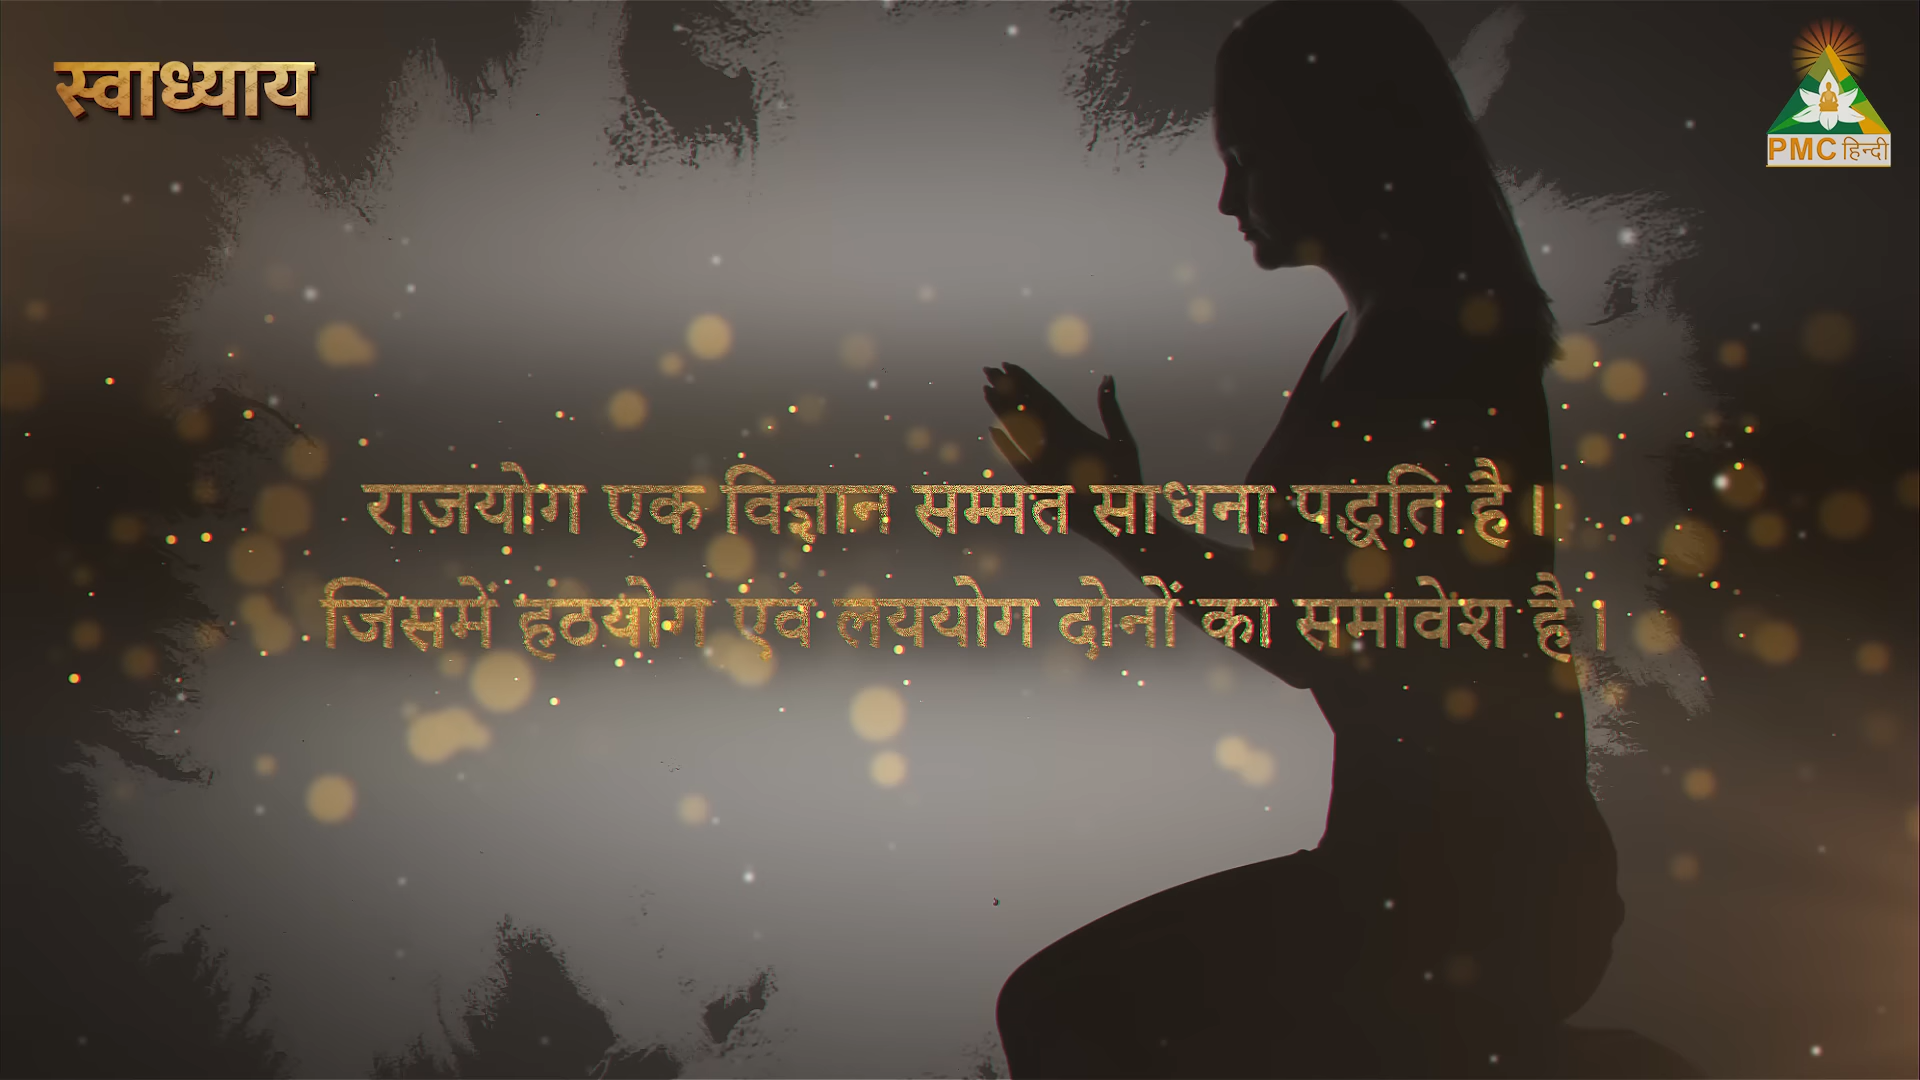 स्वाध्याय
PMC हिन्दी
राजयोग एक विज्ञान सम्मत साधना पद्धति है।
जिसमें हठयोग एवं लययोग दोनों का समावेश है।